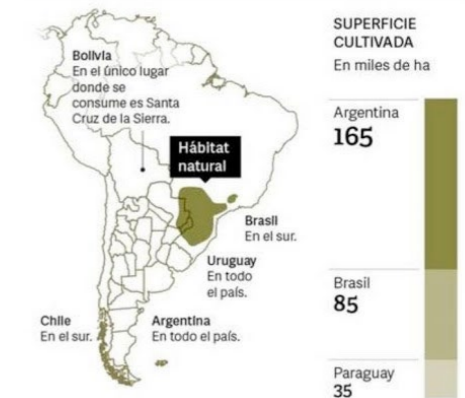 Bolivia
En el único lugar
donde se
consume es Santa
Cruz de la Sierra.
Hábitat
natural
Brasil
En el sur.
Uruguay
En todo
el país.
Chile
En el sur.
Argentina
En todo el país.
SUPERFICIE
CULTIVADA
En miles de ha
Argentina
165
Brasil
85
Paraguay
35